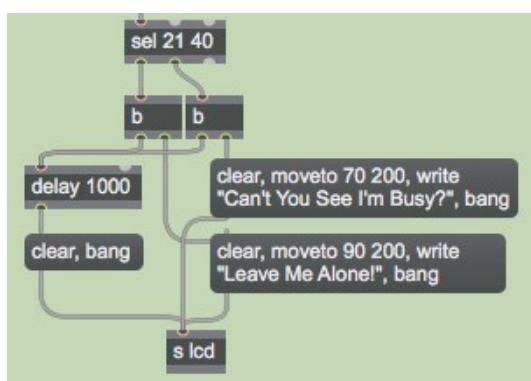 sel 21 40
b
b
delay 1000
clear, moveto 70 200, write
"Can't You See I'm Busy?", bang
clear, bang
clear, moveto 90 200, write
"Leave Me Alone!", bang
s lcd